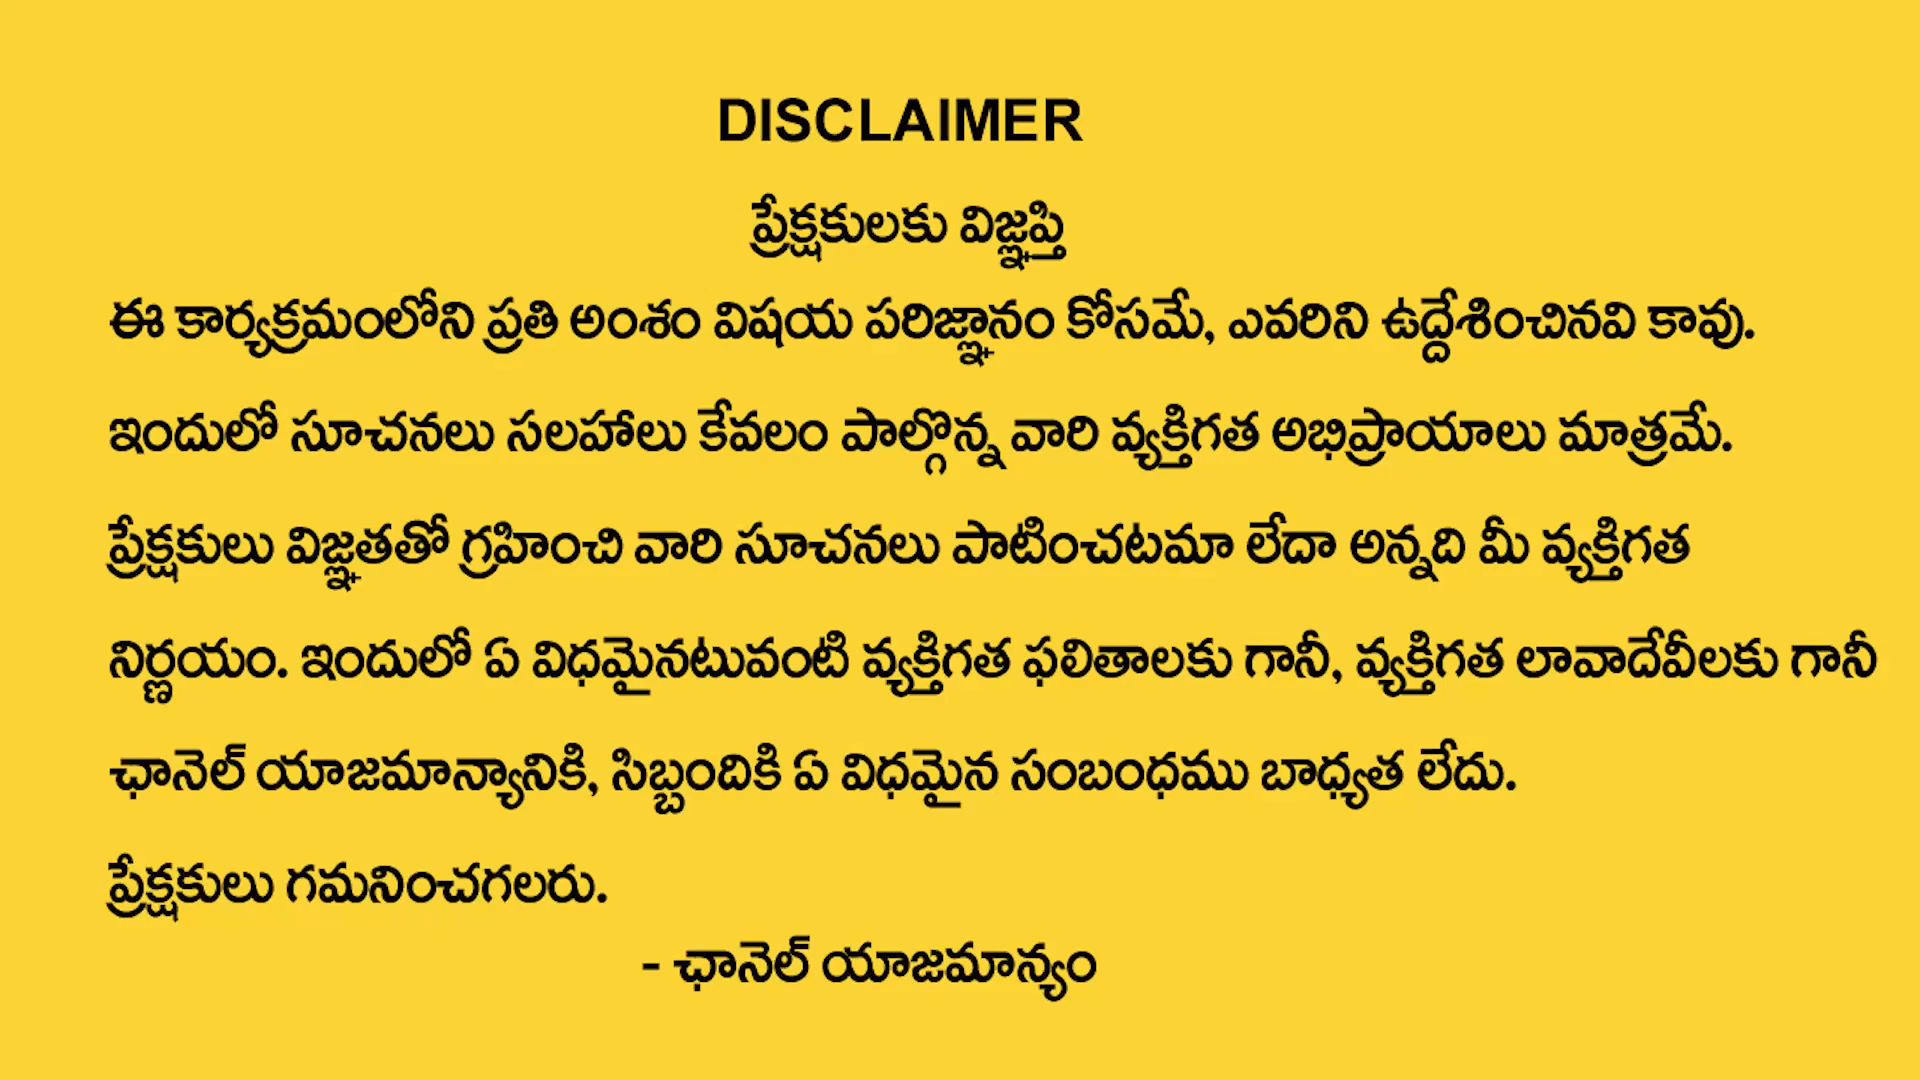 DISCLAIMER
ప్రేక్షకులకు విజ్ఞప్తి
ఈ కార్యక్రమంలోని ప్రతి అంశం విషయ పరిజ్ఞానం కోసమే, ఎవరిని ఉద్దేశించినవి కావు.
ఇందులో సూచనలు సలహాలు కేవలం పాల్గొన్న వారి వ్యక్తిగత అభిప్రాయాలు మాత్రమే.
ప్రేక్షకులు విజ్ఞతతో గ్రహించి వారి సూచనలు పాటించటమా లేదా అన్నది మీ వ్యక్తిగత
నిర్ణయం. ఇందులో ఏ విధమైనటువంటి వ్యక్తిగత ఫలితాలకు గానీ, వ్యక్తిగత లావాదేవీలకు గానీ
ఛానెల్ యాజమాన్యానికి, సిబ్బందికి ఏ విధమైన సంబంధము బాధ్యత లేదు.
ప్రేక్షకులు గమనించగలరు.
- ఛానెల్ యాజమాన్యం